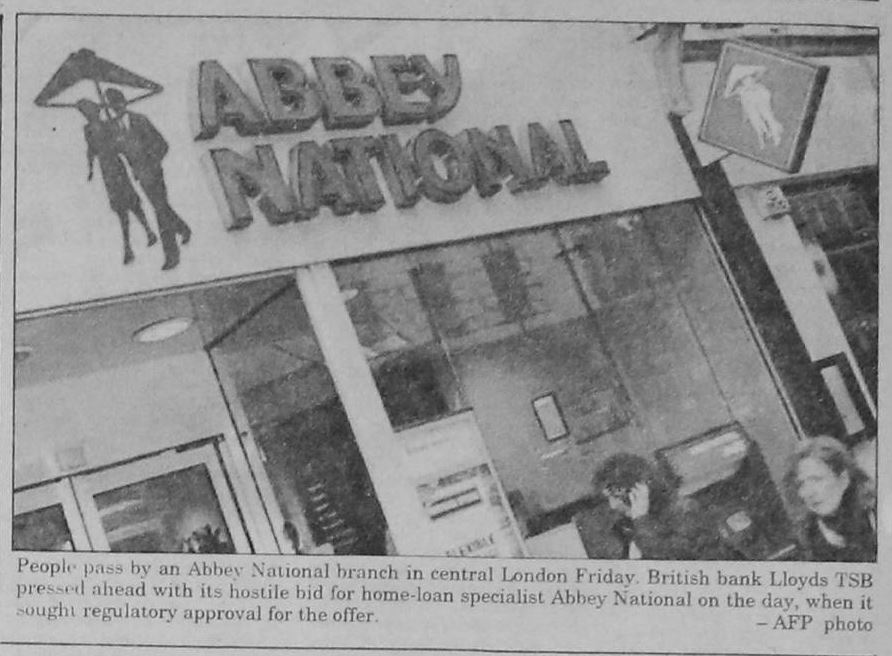 ABBEY
NATIONAL
People pass by an Abbey National branch in central London Friday. British bank Lloyds TSB
pressed ahead with its hostile bid for home-loan specialist Abbey National on the day, when it
sought regulatory approval for the offer. – AFP photo